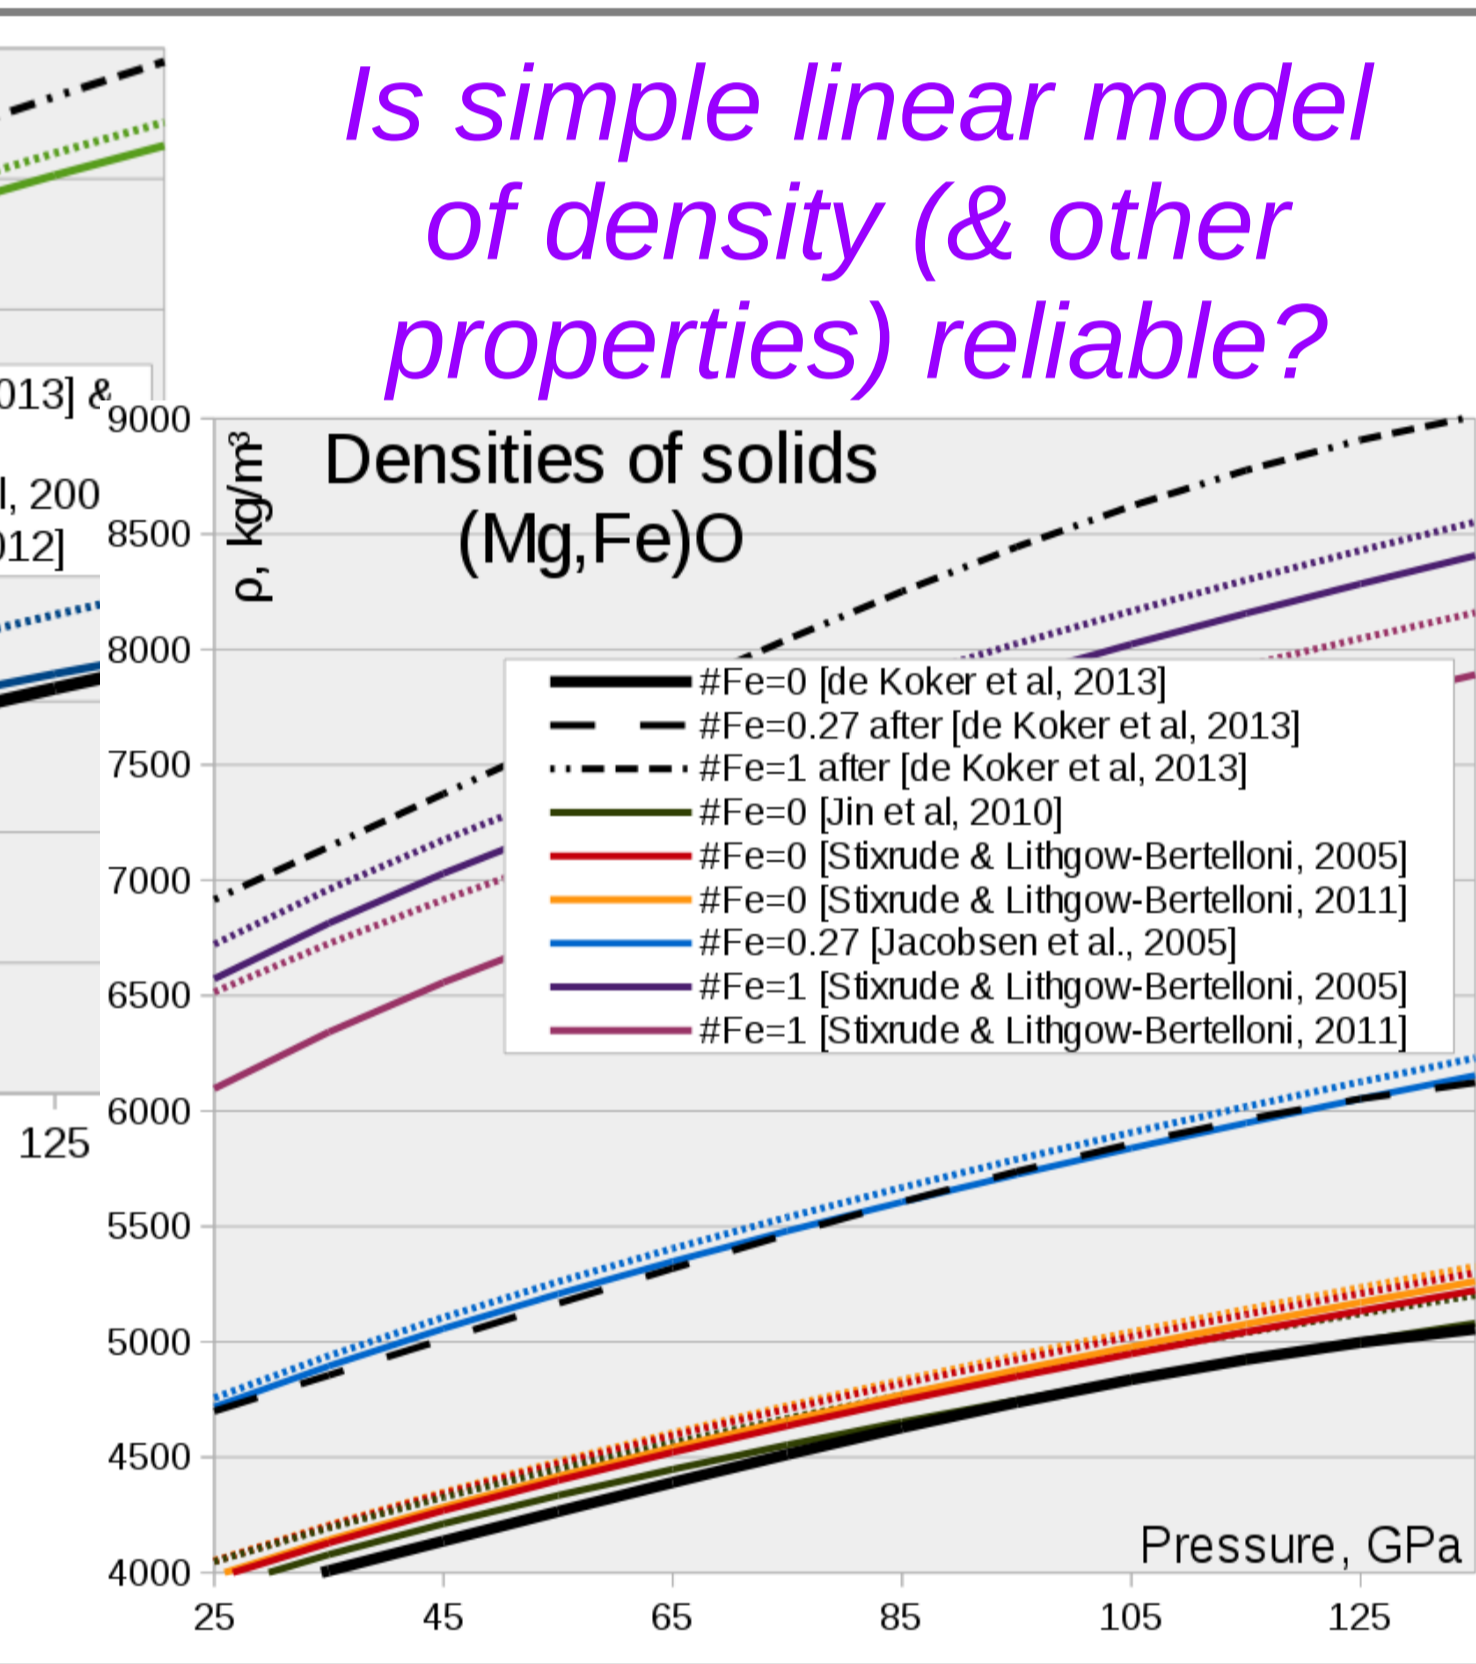 Is simple linear model
of density (& other
properties) reliable?
013] &
l, 200
012]
125
Densities of solids
(Mg,Fe)O
ρ, kg/m³
9000
8500
8000
7500
7000
6500
6000
5500
5000
4500
4000
#Fe=0 [de Koker et al, 2013]
#Fe=0.27 after [de Koker et al, 2013]
#Fe=1 after [de Koker et al, 2013]
#Fe=0 [Jin et al, 2010]
#Fe=0 [Stixrude & Lithgow-Bertelloni, 2005]
#Fe=0 [Stixrude & Lithgow-Bertelloni, 2011]
#Fe=0.27 [Jacobsen et al., 2005]
#Fe=1 [Stixrude & Lithgow-Bertelloni, 2005]
#Fe=1 [Stixrude & Lithgow-Bertelloni, 2011]
Pressure, GPa
25 45 65 85 105 125